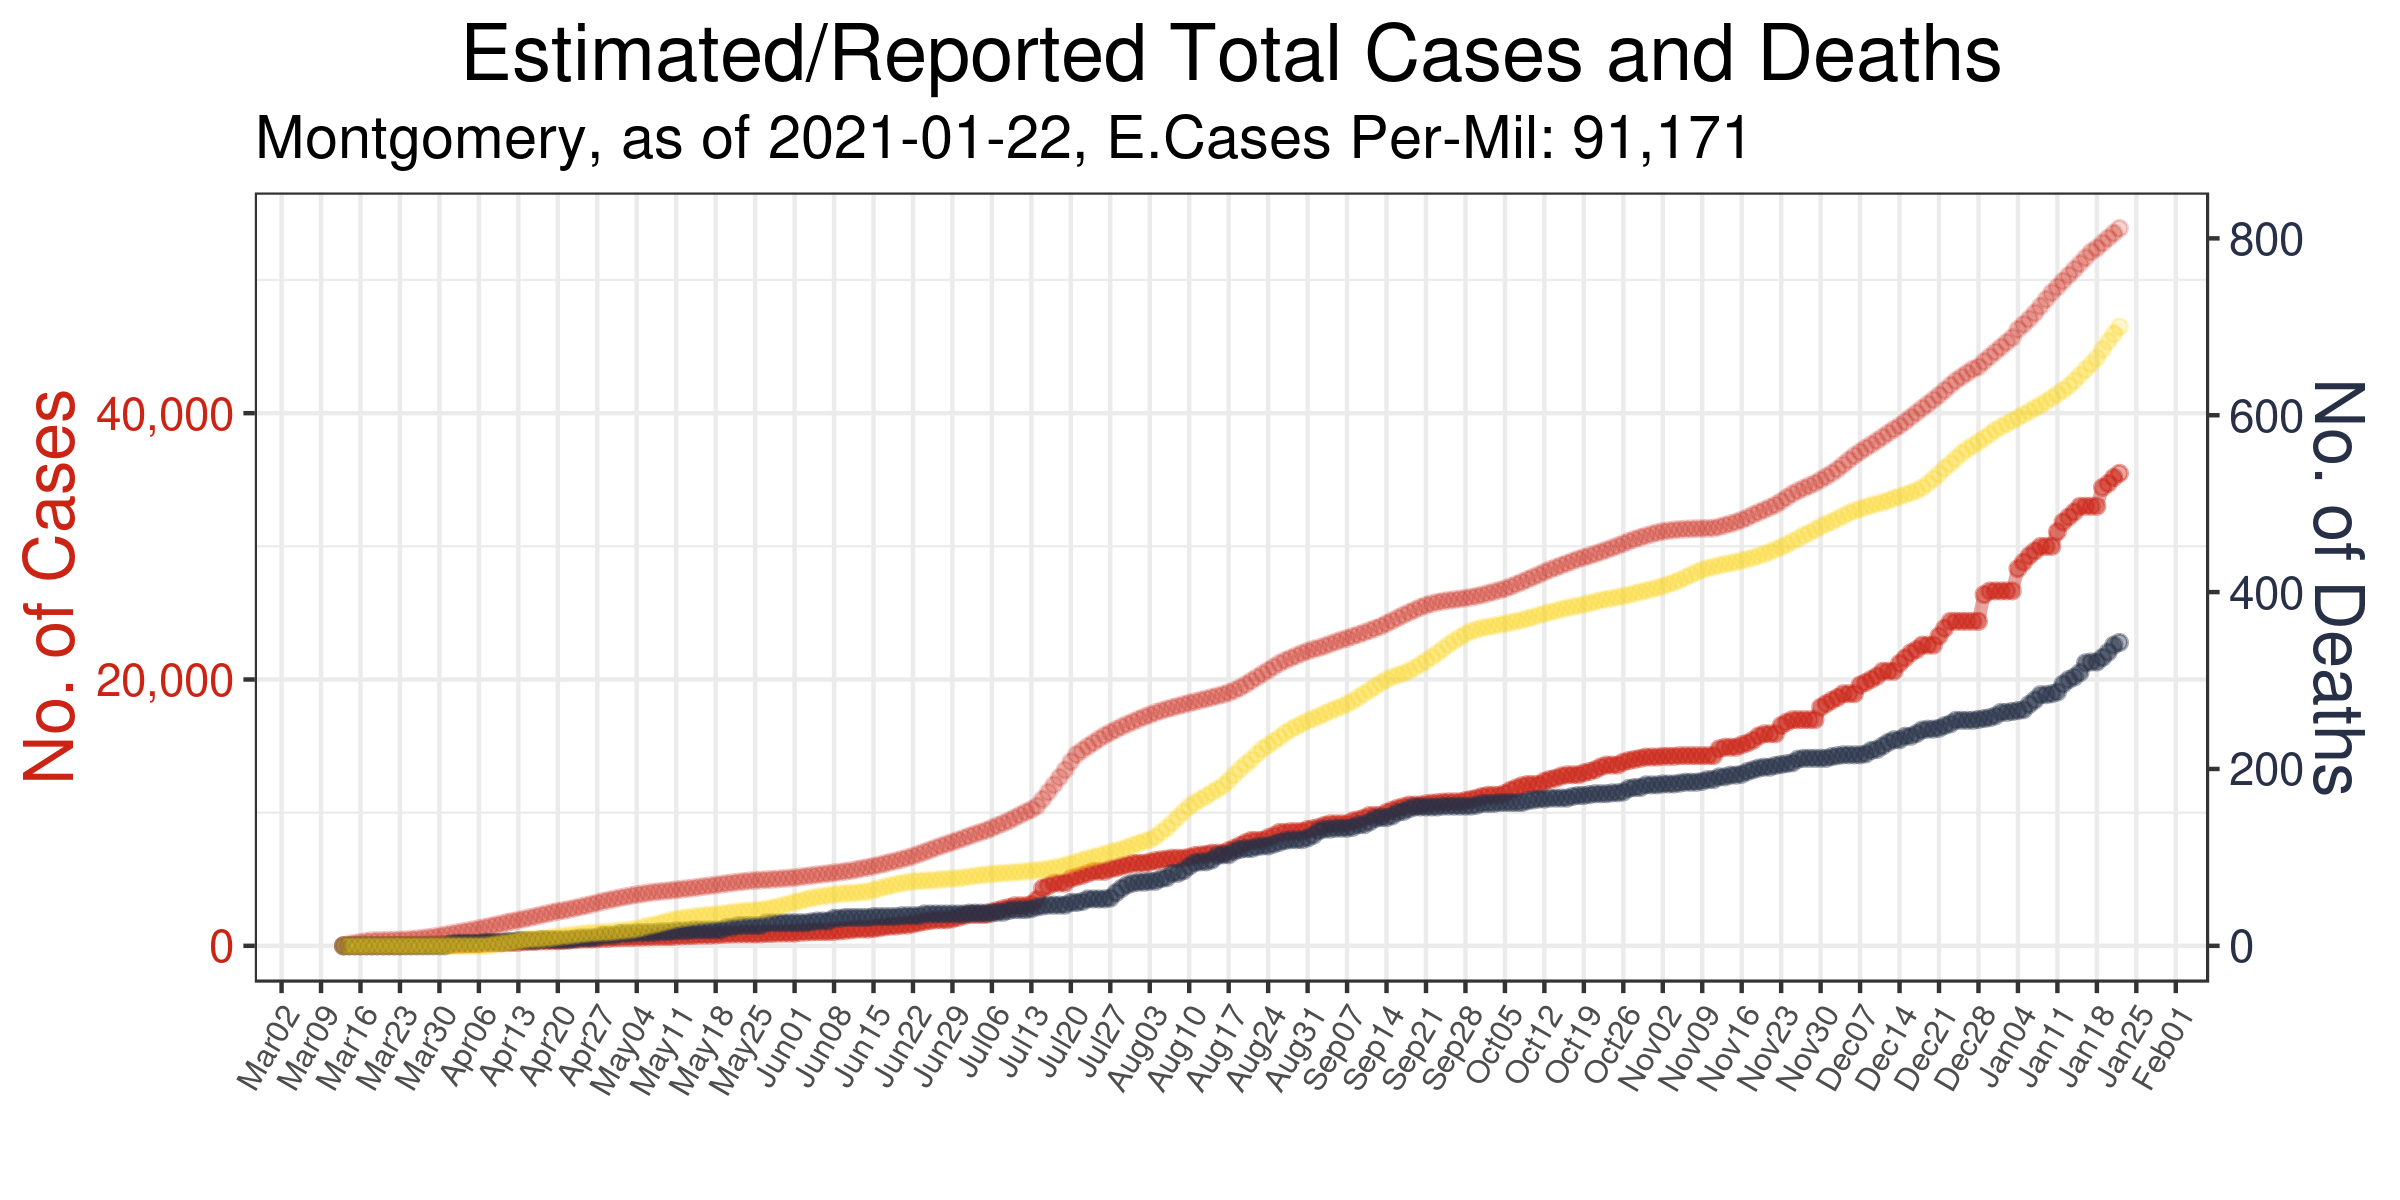 Estimated/Reported Total Cases and Deaths
Montgomery, as of 2021-01-22, E.Cases Per-Mil: 91,171
No. of Cases
40,000
20,000
0
800
600
400
200
0
No. of Deaths
Mar02
Mar09
Mar16
Mar23
Mar30
Apr06
Apr13
Apr20
Apr27
May04
May11
May18
May25
Jun01
Jun08
Jun15
Jun22
Jun29
Jul06
Jul13
Jul20
Jul27
Aug03
Aug10
Aug17
Aug24
Aug31
Sep07
Sep14
Sep21
Sep28
Oct05
Oct12
Oct19
Oct26
Nov02
Nov09
Nov16
Nov23
Nov30
Dec07
Dec14
Dec21
Dec28
Jan04
Jan11
Jan18
Jan25
Feb01